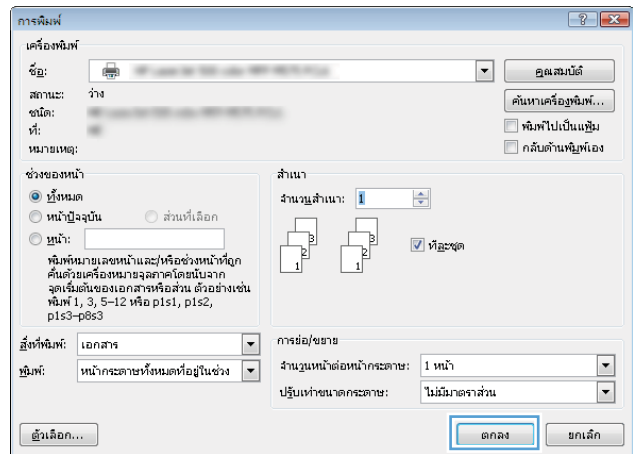 การพิมพ์
เครื่องพิมพ์
ชื่อ:
คุณสมบัติ
สถานะ: ว่าง
ชนิด:
ค้นหาเครื่องพิมพ์...
ที่:
พิมพ์ไปเป็นแฟ้ม
หมายเหตุ:
กลับด้านพิมพ์เอง
ช่วงของหน้า
ทั้งหมด
หน้าปัจจุบัน ส่วนที่เลือก
หน้า:
พิมพ์หมายเลขหน้าและ/หรือช่วงหน้าที่ถูก
คั่นด้วยเครื่องหมายจุลภาคโดยนับจาก
จุดเริ่มต้นของเอกสารหรือส่วน ตัวอย่างเช่น
พิมพ์ 1, 3, 5–12 หรือ p1s1, p1s2,
p1s3–p8s3
สำเนา
จำนวนสำเนา: 1
3 3
2 2
1 1
ทีละชุด
สิ่งที่พิมพ์: เอกสาร
พิมพ์: หน้ากระดาษทั้งหมดที่อยู่ในช่วง
การย่อ/ขยาย
จำนวนหน้าต่อหน้ากระดาษ: 1 หน้า
ปรับเท่าขนาดกระดาษ: ไม่มีมาตราส่วน
ตัวเลือก...
ตกลง ยกเลิก